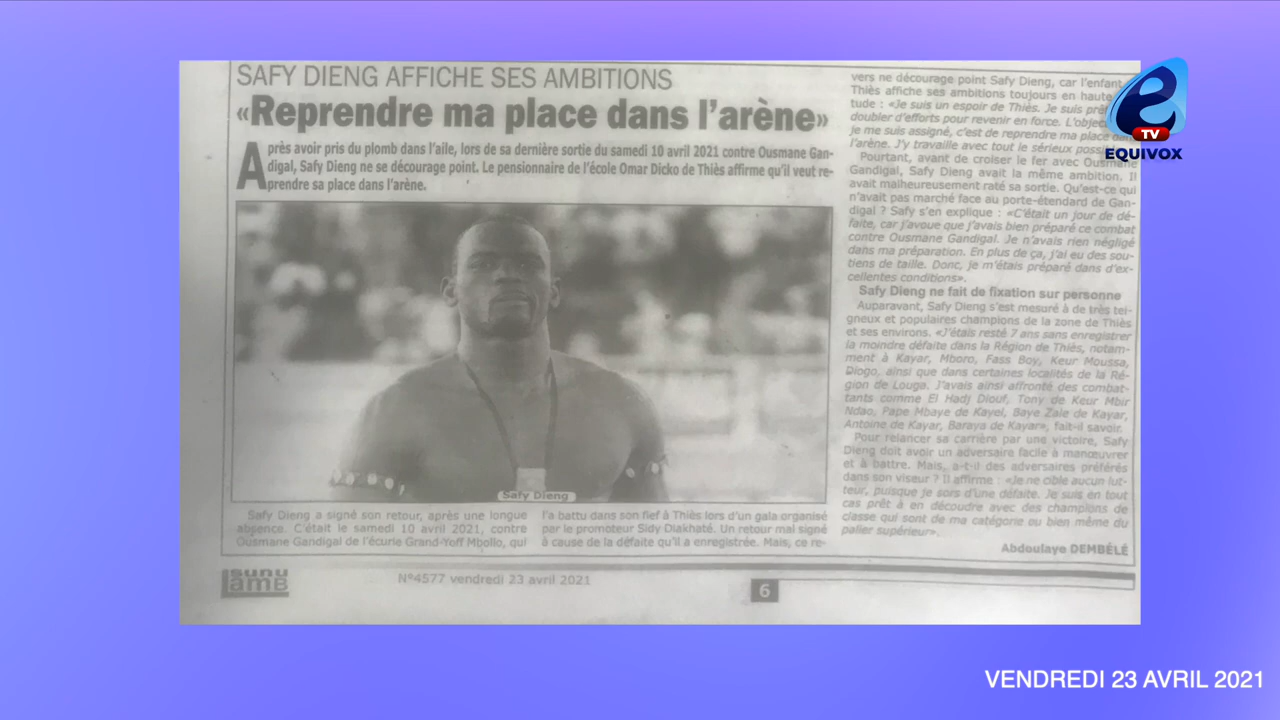 SAFY DIENG AFFICHE SES AMBITIONS
«Reprendre ma place dans l'arène»
Après avoir pris du plomb dans l'aile, lors de sa dernière sortie du samedi 10 avril 2021 contre Ousmane Gan-
digal, Safy Dieng ne se décourage point. Le pensionnaire de l'école Omar Dicko de Thiès affirme qu'il veut re-
prendre sa place dans l'arène.
Safy Dieng
Safy Dieng a signé son retour, après une longue
absence. C'était le samedi 10 avril 2021, contre
Ousmane Gandigal de l'écurie Grand-Yoff Mbollo, qui
l'a battu dans son fief à Thiès lors d'un gala organisé
par le promoteur Sidy Diakhaté. Un retour mal signé
à cause de la défaite qu'il a enregistrée. Mais, ce re-
vers ne décourage point Safy Dieng, car l'enfant
Thiès affiche ses ambitions toujours en haute
tude : «Je suis un espoir de Thiès. Je suis
doubler d'efforts pour revenir en force.
je me suis assigné, c'est de reprendre ma place
l'arène. J'y travaille avec tout le sérieux
Pourtant, avant de croiser le fer avec Ousmane
Gandigal, Safy Dieng avait la même ambition. Il
avait malheureusement raté sa sortie. Qu'est-ce qui
n'avait pas marché face au porte-étendard de Gan-
digal ? Safy s'en explique : «C'était un jour de dé-
faite, car j'avoue que j'avais bien préparé ce combat
contre Ousmane Gandigal. Je n'avais rien négligé
dans ma préparation. En plus de ça, j'ai eu des sou-
tiens de taille. Donc, je m'étais préparé dans d'ex-
cellentes conditions».
Safy Dieng ne fait de fixation sur personne
Auparavant, Safy Dieng s'est mesuré à de très tei-
gneux et populaires champions de la zone de Thiès
et ses environs. «J'étais resté 7 ans sans enregistrer
la moindre défaite dans la Région de Thiès, notam-
ment à Kayar, Mboro, Fass Boy, Keur Moussa,
Diogo, ainsi que dans certaines localités de la Ré-
gion de Louga. J'avais ainsi affronté des combat-
tants comme El Hadj Diouf, Tony de Keur Mbir
Ndao, Pape Mbaye de Kayel, Baye Zale de Kayar,
Antoine de Kayar, Baraya de Kayar», fait-il savoir.
Pour relancer sa carrière par une victoire, Safy
Dieng doit avoir un adversaire facile à manœuvrer
et à battre. Mais, a-t-il des adversaires préférés
dans son viseur ? Il affirme : «Je ne cible aucun lut-
teur, puisque je sors d'une défaite. Je suis en tout
cas prêt à en découdre avec des champions de
classe qui sont de ma catégorie ou bien même du
palier supérieur».
Abdoulaye DEMBÉLÉ
sunu
lamb
N°4577 vendredi 23 avril 2021
6
e
TV
EQUIVOX
VENDREDI 23 AVRIL 2021